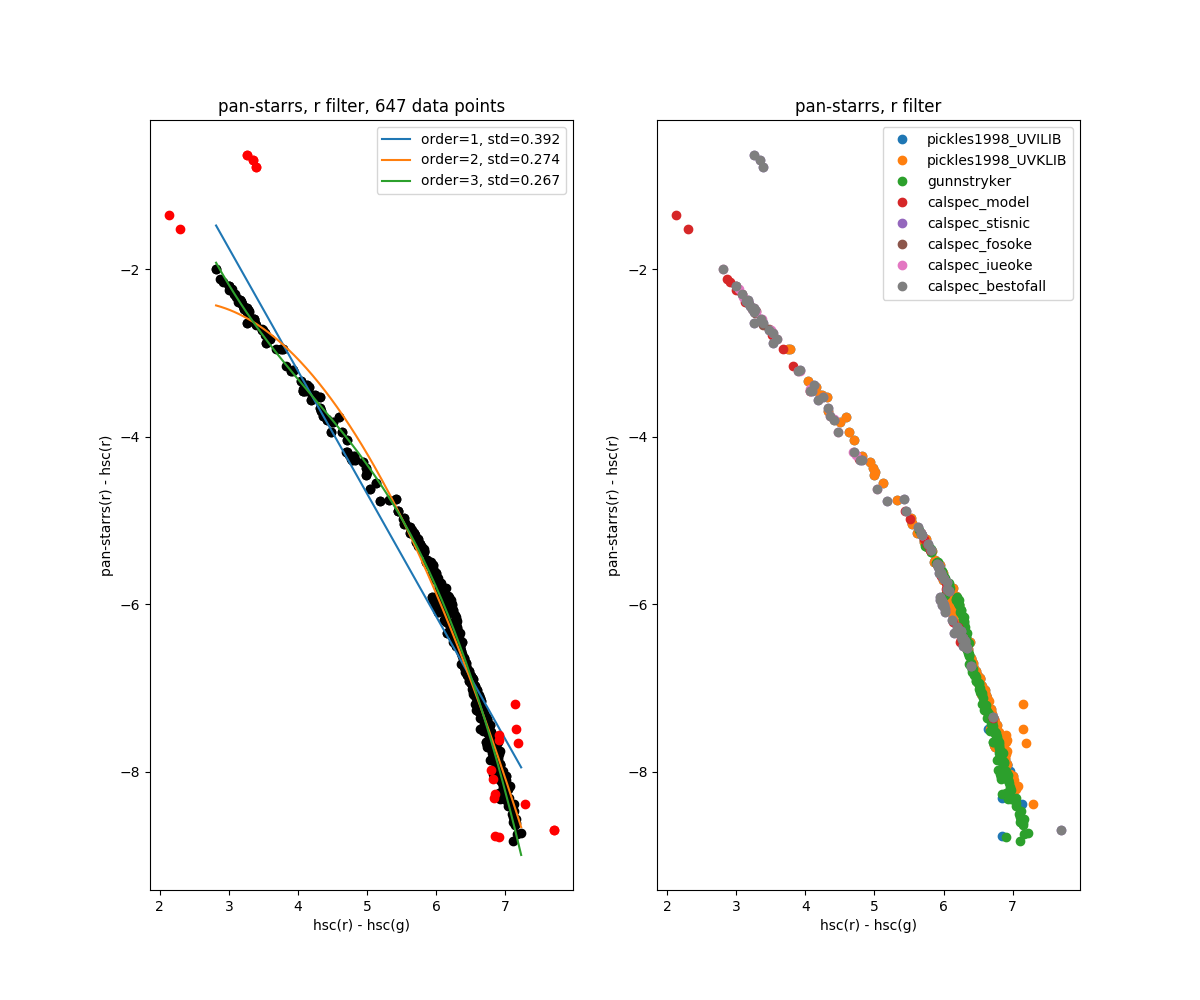 pan-starrs, r filter, 647 data points
order=1, std=0.392
order=2, std=0.274
order=3, std=0.267
pan-starrs(r) - hsc(r)
−2
−4
−6
−8
2 3 4 5 6 7
hsc(r) - hsc(g)
pan-starrs, r filter
pickles1998_UVILIB
pickles1998_UVKLIB
gunnstryker
calspec_model
calspec_stisnic
calspec_fosoke
calspec_iueoke
calspec_bestofall
pan-starrs(r) - hsc(r)
−2
−4
−6
−8
2 3 4 5 6 7
hsc(r) - hsc(g)